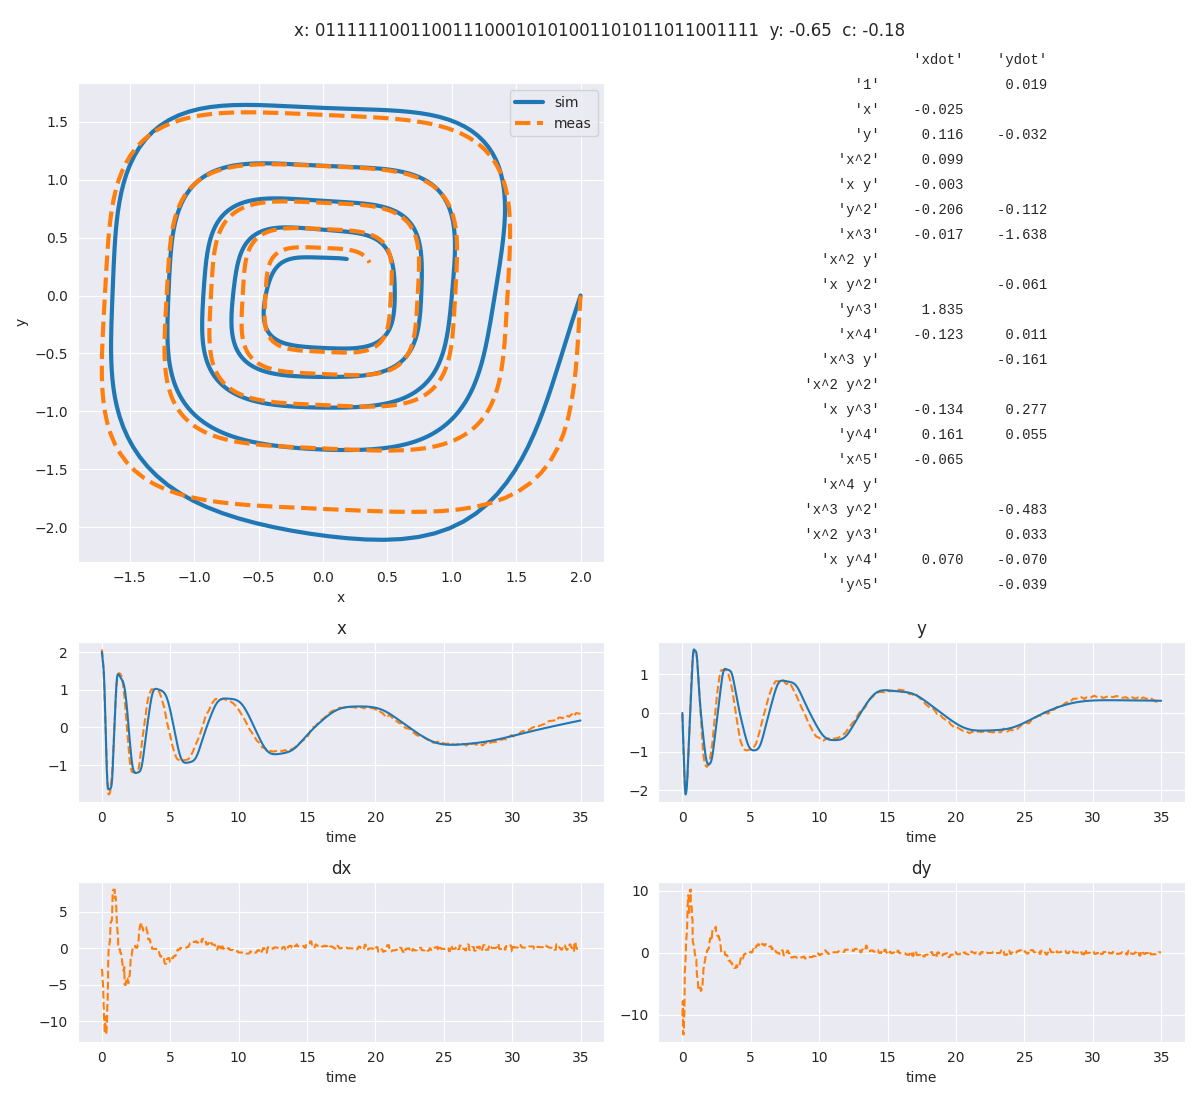 x: 011111100110011100010101001101011011001111 y: -0.65 c: -0.18
'xdot' 'ydot'
'1' 0.019
'x' -0.025
'y' 0.116 -0.032
'x^2' 0.099
'x y' -0.003
'y^2' -0.206 -0.112
'x^3' -0.017 -1.638
'x^2 y'
'x y^2' -0.061
'y^3' 1.835
'x^4' -0.123 0.011
'x^3 y' -0.161
'x^2 y^2'
'x y^3' -0.134 0.277
'y^4' 0.161 0.055
'x^5' -0.065
'x^4 y'
'x^3 y^2' -0.483
'x^2 y^3' 0.033
'x y^4' 0.070 -0.070
'y^5' -0.039
sim
meas
1.5
1.0
0.5
0.0
−0.5
−1.0
−1.5
−2.0
y
−1.5 −1.0 −0.5 0.0 0.5 1.0 1.5 2.0
x
x
2
1
0
−1
0 5 10 15 20 25 30 35
time
y
1
0
−1
−2
0 5 10 15 20 25 30 35
time
dx
5
0
−5
−10
0 5 10 15 20 25 30 35
time
dy
10
0
−10
0 5 10 15 20 25 30 35
time